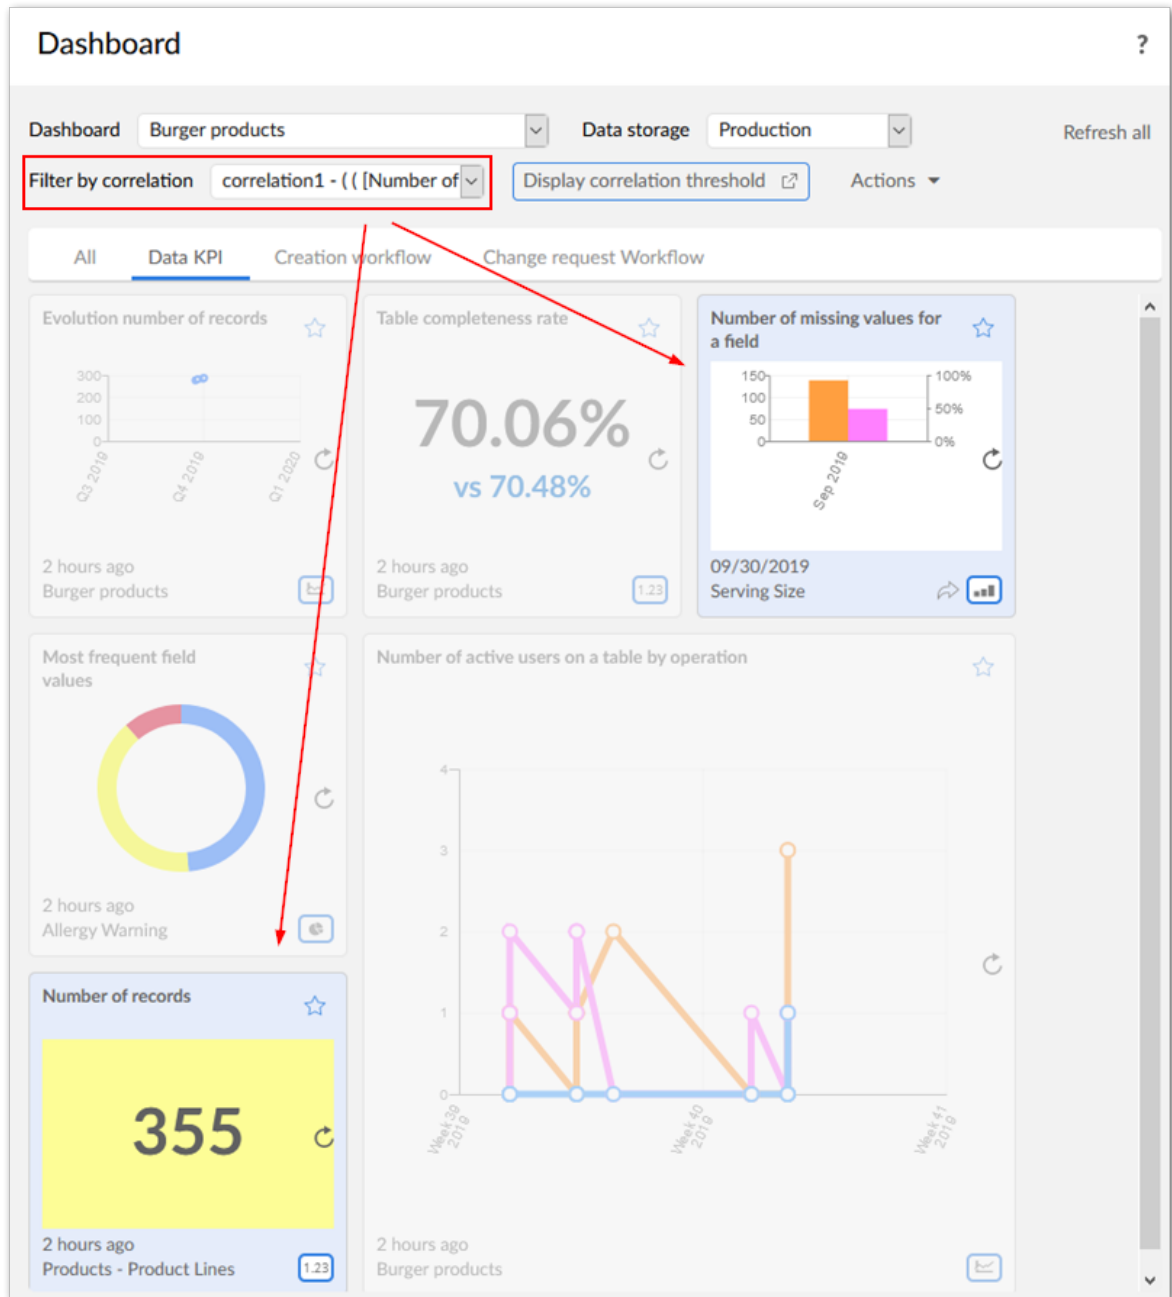 Dashboard
?
Dashboard Burger products Data storage Production Refresh all
Filter by correlation correlation1 - ( ( [Number of Display correlation threshold Actions
All Data KPI Creation workflow Change request Workflow
Evolution number of records
300
200
100
0
Q3 2019
Q4 2019
Q1 2020
2 hours ago
Burger products
Table completeness rate
70.06%
vs 70.48%
2 hours ago
Burger products
1.23
Number of missing values for
a field
150
100
50
0
100%
50%
0%
Sep 2019
09/30/2019
Serving Size
Most frequent field
values
2 hours ago
Allergy Warning
Number of active users on a table by operation
4
3
2
1
0
Week 39
2019
Week 40
2019
Week 41
2019
2 hours ago
Burger products
Number of records
355
2 hours ago
Products - Product Lines
1.23